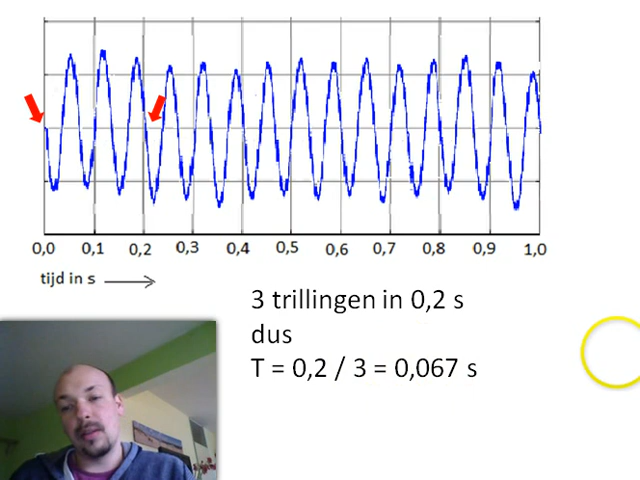 0,0 0,1 0,2 0,3 0,4 0,5 0,6 0,7 0,8 0,9 1,0
tijd in s
3 trillingen in 0,2 s
dus
T = 0,2 / 3 = 0,067 s